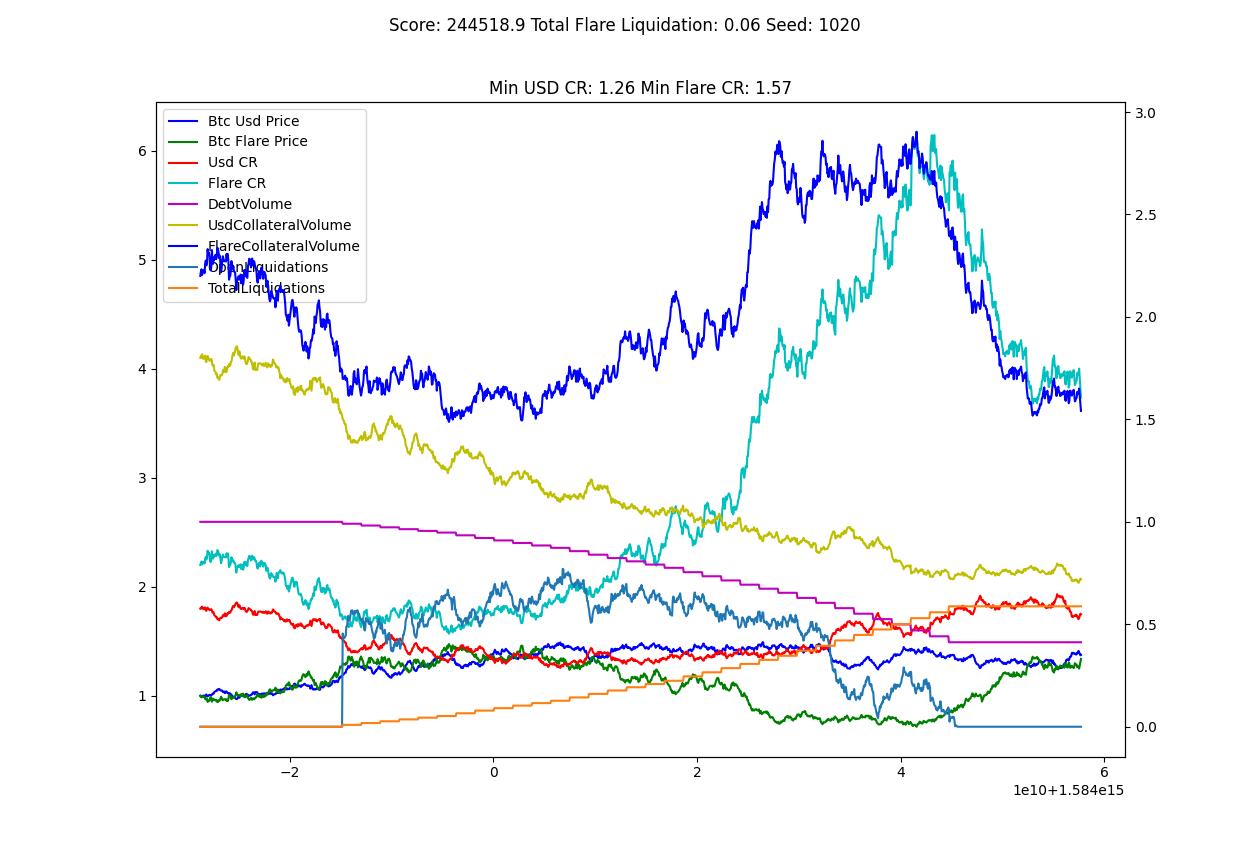 Score: 244518.9 Total Flare Liquidation: 0.06 Seed: 1020
Min USD CR: 1.26 Min Flare CR: 1.57
Btc Usd Price
Btc Flare Price
Usd CR
Flare CR
DebtVolume
UsdCollateralVolume
FlareCollateralVolume
OpenLiquidations
TotalLiquidations
6
5
4
3
2
1
3.0
2.5
2.0
1.5
1.0
0.5
0.0
−2 0 2 4 6
1e10+1.584e15